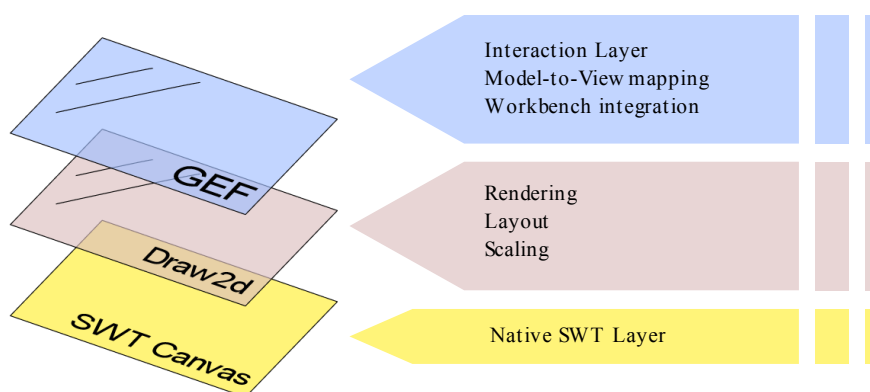 Interaction Layer
Model-to-View mapping
Workbench integration
GEF
Rendering
Layout
Scaling
Draw2d
Native SWT Layer
SWT Canvas